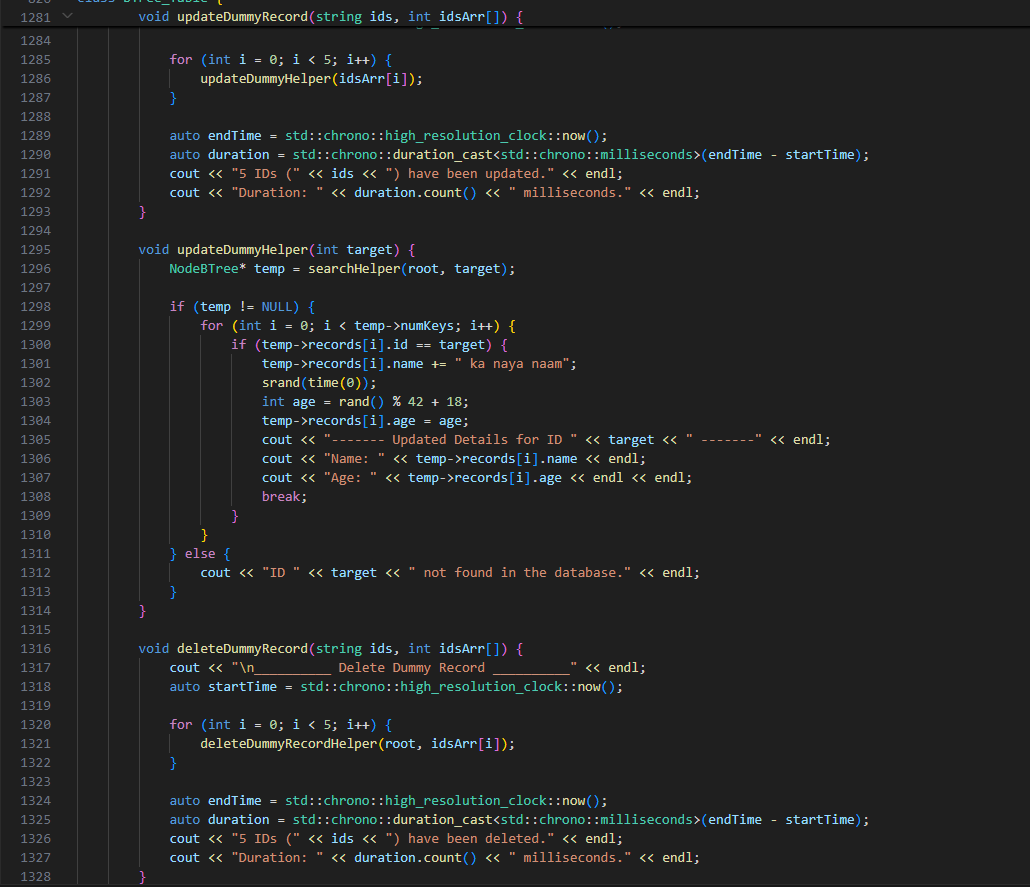 1281 void updateDummyRecord(string ids, int idsArr[]) {
1284
1285 for (int i = 0; i < 5; i++) {
1286 updateDummyHelper(idsArr[i]);
1287 }
1288
1289 auto endTime = std::chrono::high_resolution_clock::now();
1290 auto duration = std::chrono::duration_cast<std::chrono::milliseconds>(endTime - startTime);
1291 cout << "5 IDs (" << ids << ") have been updated." << endl;
1292 cout << "Duration: " << duration.count() << " milliseconds." << endl;
1293 }
1294
1295 void updateDummyHelper(int target) {
1296 NodeBTree* temp = searchHelper(root, target);
1297
1298 if (temp != NULL) {
1299 for (int i = 0; i < temp->numKeys; i++) {
1300 if (temp->records[i].id == target) {
1301 temp->records[i].name += " ka naya naam";
1302 srand(time(0));
1303 int age = rand() % 42 + 18;
1304 temp->records[i].age = age;
1305 cout << "------- Updated Details for ID " << target << " -------" << endl;
1306 cout << "Name: " << temp->records[i].name << endl;
1307 cout << "Age: " << temp->records[i].age << endl << endl;
1308 break;
1309 }
1310 }
1311 } else {
1312 cout << "ID " << target << " not found in the database." << endl;
1313 }
1314 }
1315
1316 void deleteDummyRecord(string ids, int idsArr[]) {
1317 cout << "\n__________ Delete Dummy Record __________" << endl;
1318 auto startTime = std::chrono::high_resolution_clock::now();
1319
1320 for (int i = 0; i < 5; i++) {
1321 deleteDummyRecordHelper(root, idsArr[i]);
1322 }
1323
1324 auto endTime = std::chrono::high_resolution_clock::now();
1325 auto duration = std::chrono::duration_cast<std::chrono::milliseconds>(endTime - startTime);
1326 cout << "5 IDs (" << ids << ") have been deleted." << endl;
1327 cout << "Duration: " << duration.count() << " milliseconds." << endl;
1328 }